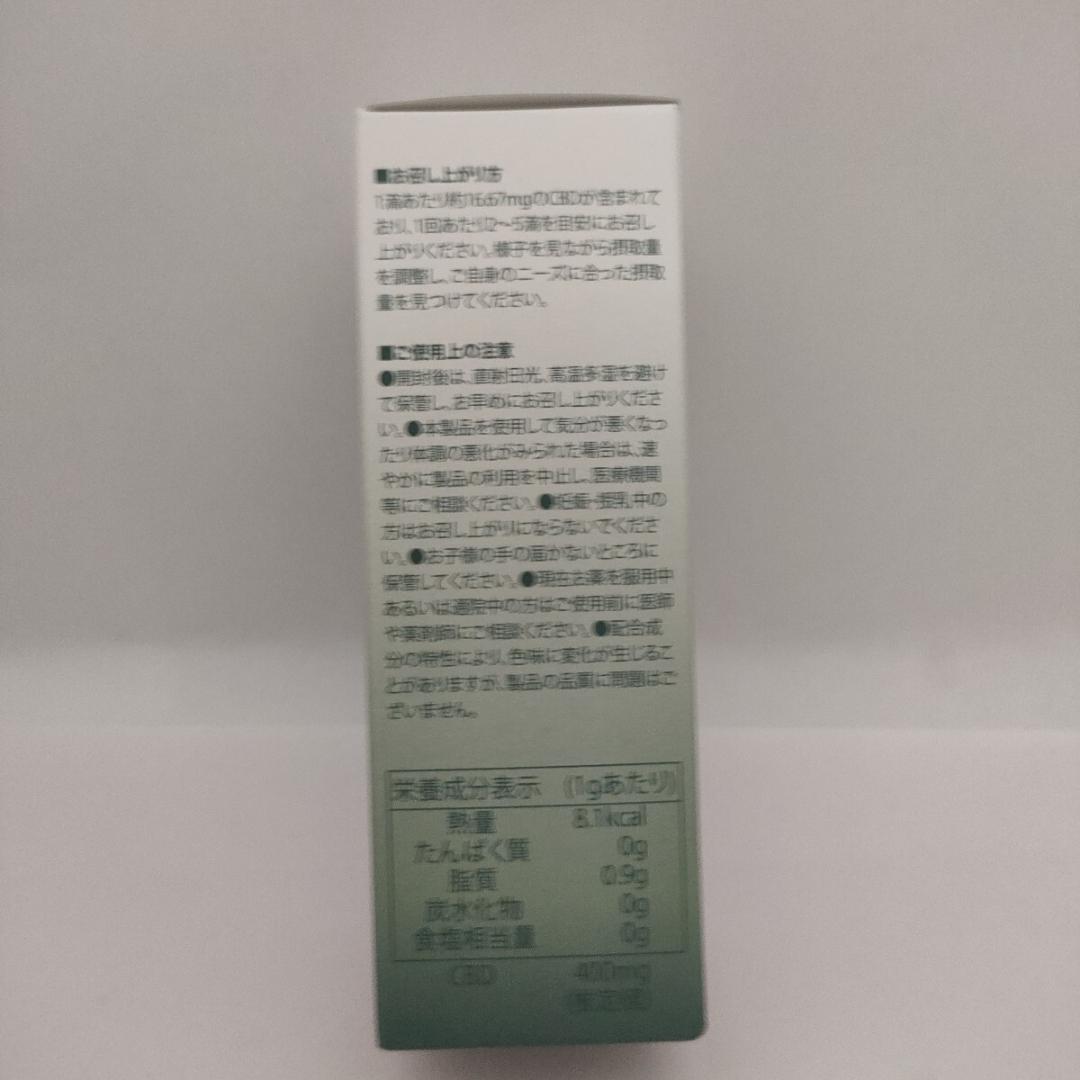 ■お召し上がり方
1滴あたり約16.67mgのCBDが含まれて
おり、1回あたり2〜5滴を目安にお召し
上がりください。様子を見ながら摂取量
を調整し、ご自身のニーズに合った摂取
量を見つけてください。
■ご使用上の注意
●開封後は、直射日光、高温多湿を避け
て保管し、お早めにお召し上がりくださ
い。●本製品を使用して気分が悪くなっ
たり体調の悪化がみられた場合は、速
やかに製品の利用を中止し、医療機関
等にご相談ください。●妊娠・授乳中の
方はお召し上がりにならないでくださ
い。●お子様の手の届かないところに
保管してください。●現在お薬を服用中
あるいは通院中の方はご使用前に医師
や薬剤師にご相談ください。●配合成
分の特性により、色味に変化が生じるこ
とがありますが、製品の品質に問題はご
ざいません。
栄養成分表示 (1gあたり)
熱量 8.1kcal
たんぱく質 0g
脂質 0.9g
炭水化物 0g
食塩相当量 0g
CBD 400mg